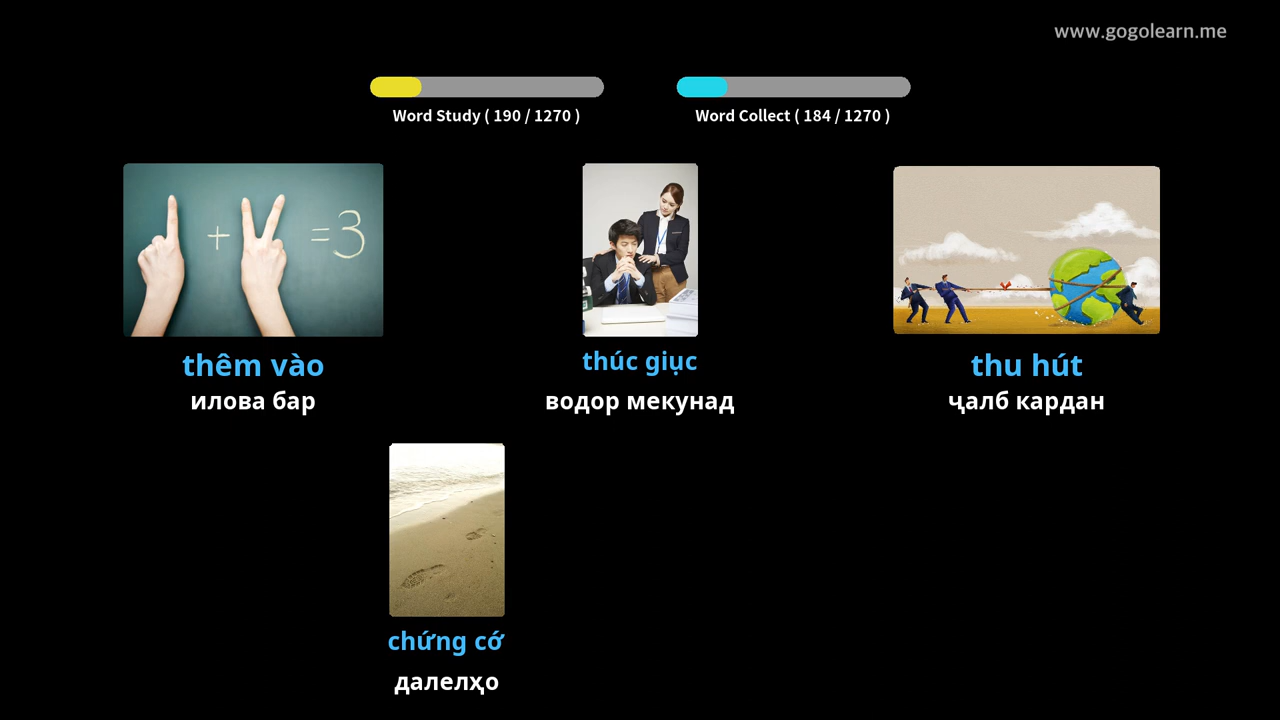 www.gogolearn.me
Word Study ( 190 / 1270 )
Word Collect ( 184 / 1270 )
+ = 3
thêm vào
илова бар
thúc giục
водор мекунад
thu hút
ҷалб кардан
chứng cớ
далелҳо